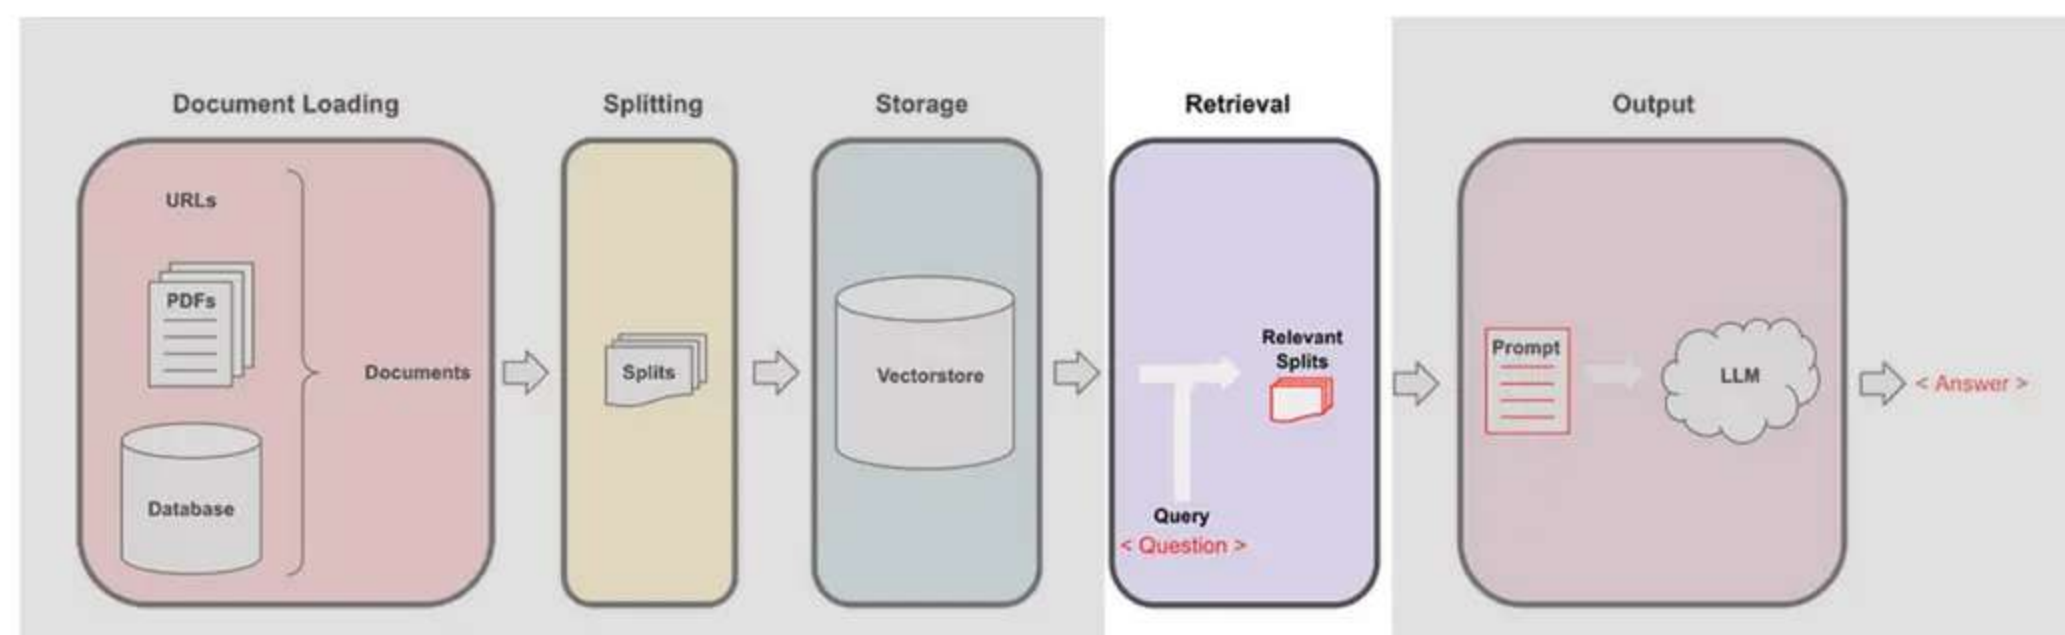 Document Loading
Splitting
Storage
Retrieval
Output
URLs
PDFs
Documents
Database
Splits
Vectorstore
Relevant
Splits
Query
< Question >
Prompt
LLM
< Answer >